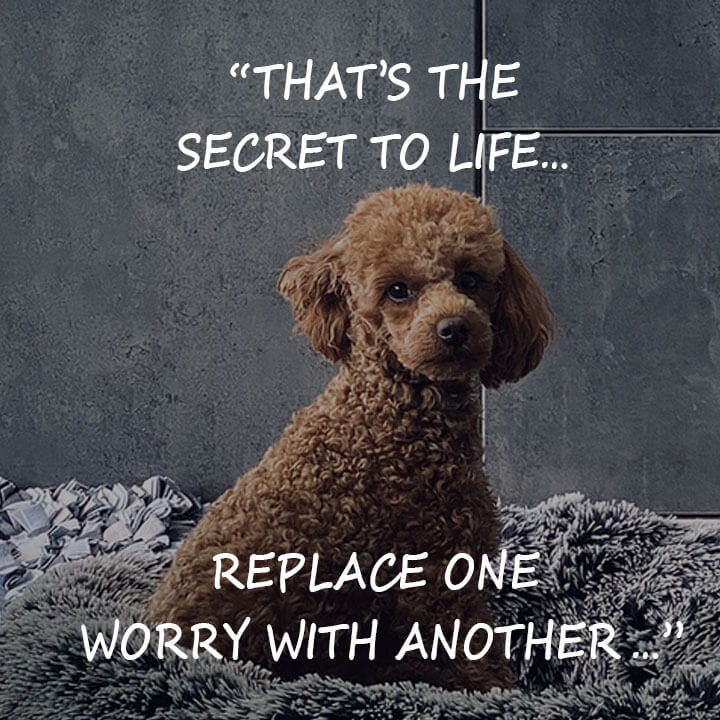 “THAT’S THE
SECRET TO LIFE...
REPLACE ONE
WORRY WITH ANOTHER ...”